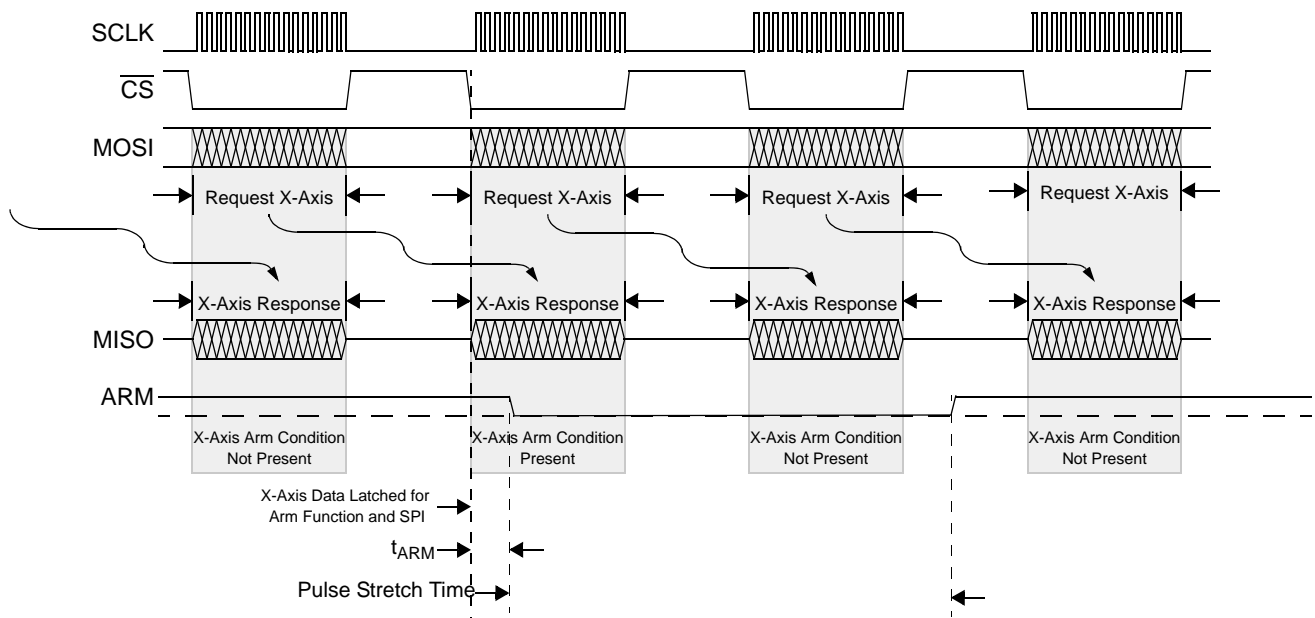 SCLK
CS
MOSI
Request X-Axis
Request X-Axis
Request X-Axis
Request X-Axis
X-Axis Response
X-Axis Response
X-Axis Response
X-Axis Response
MISO
ARM
X-Axis Arm Condition
Not Present
X-Axis Arm Condition
Present
X-Axis Arm Condition
Not Present
X-Axis Arm Condition
Not Present
X-Axis Data Latched for
Arm Function and SPI
tARM
Pulse Stretch Time